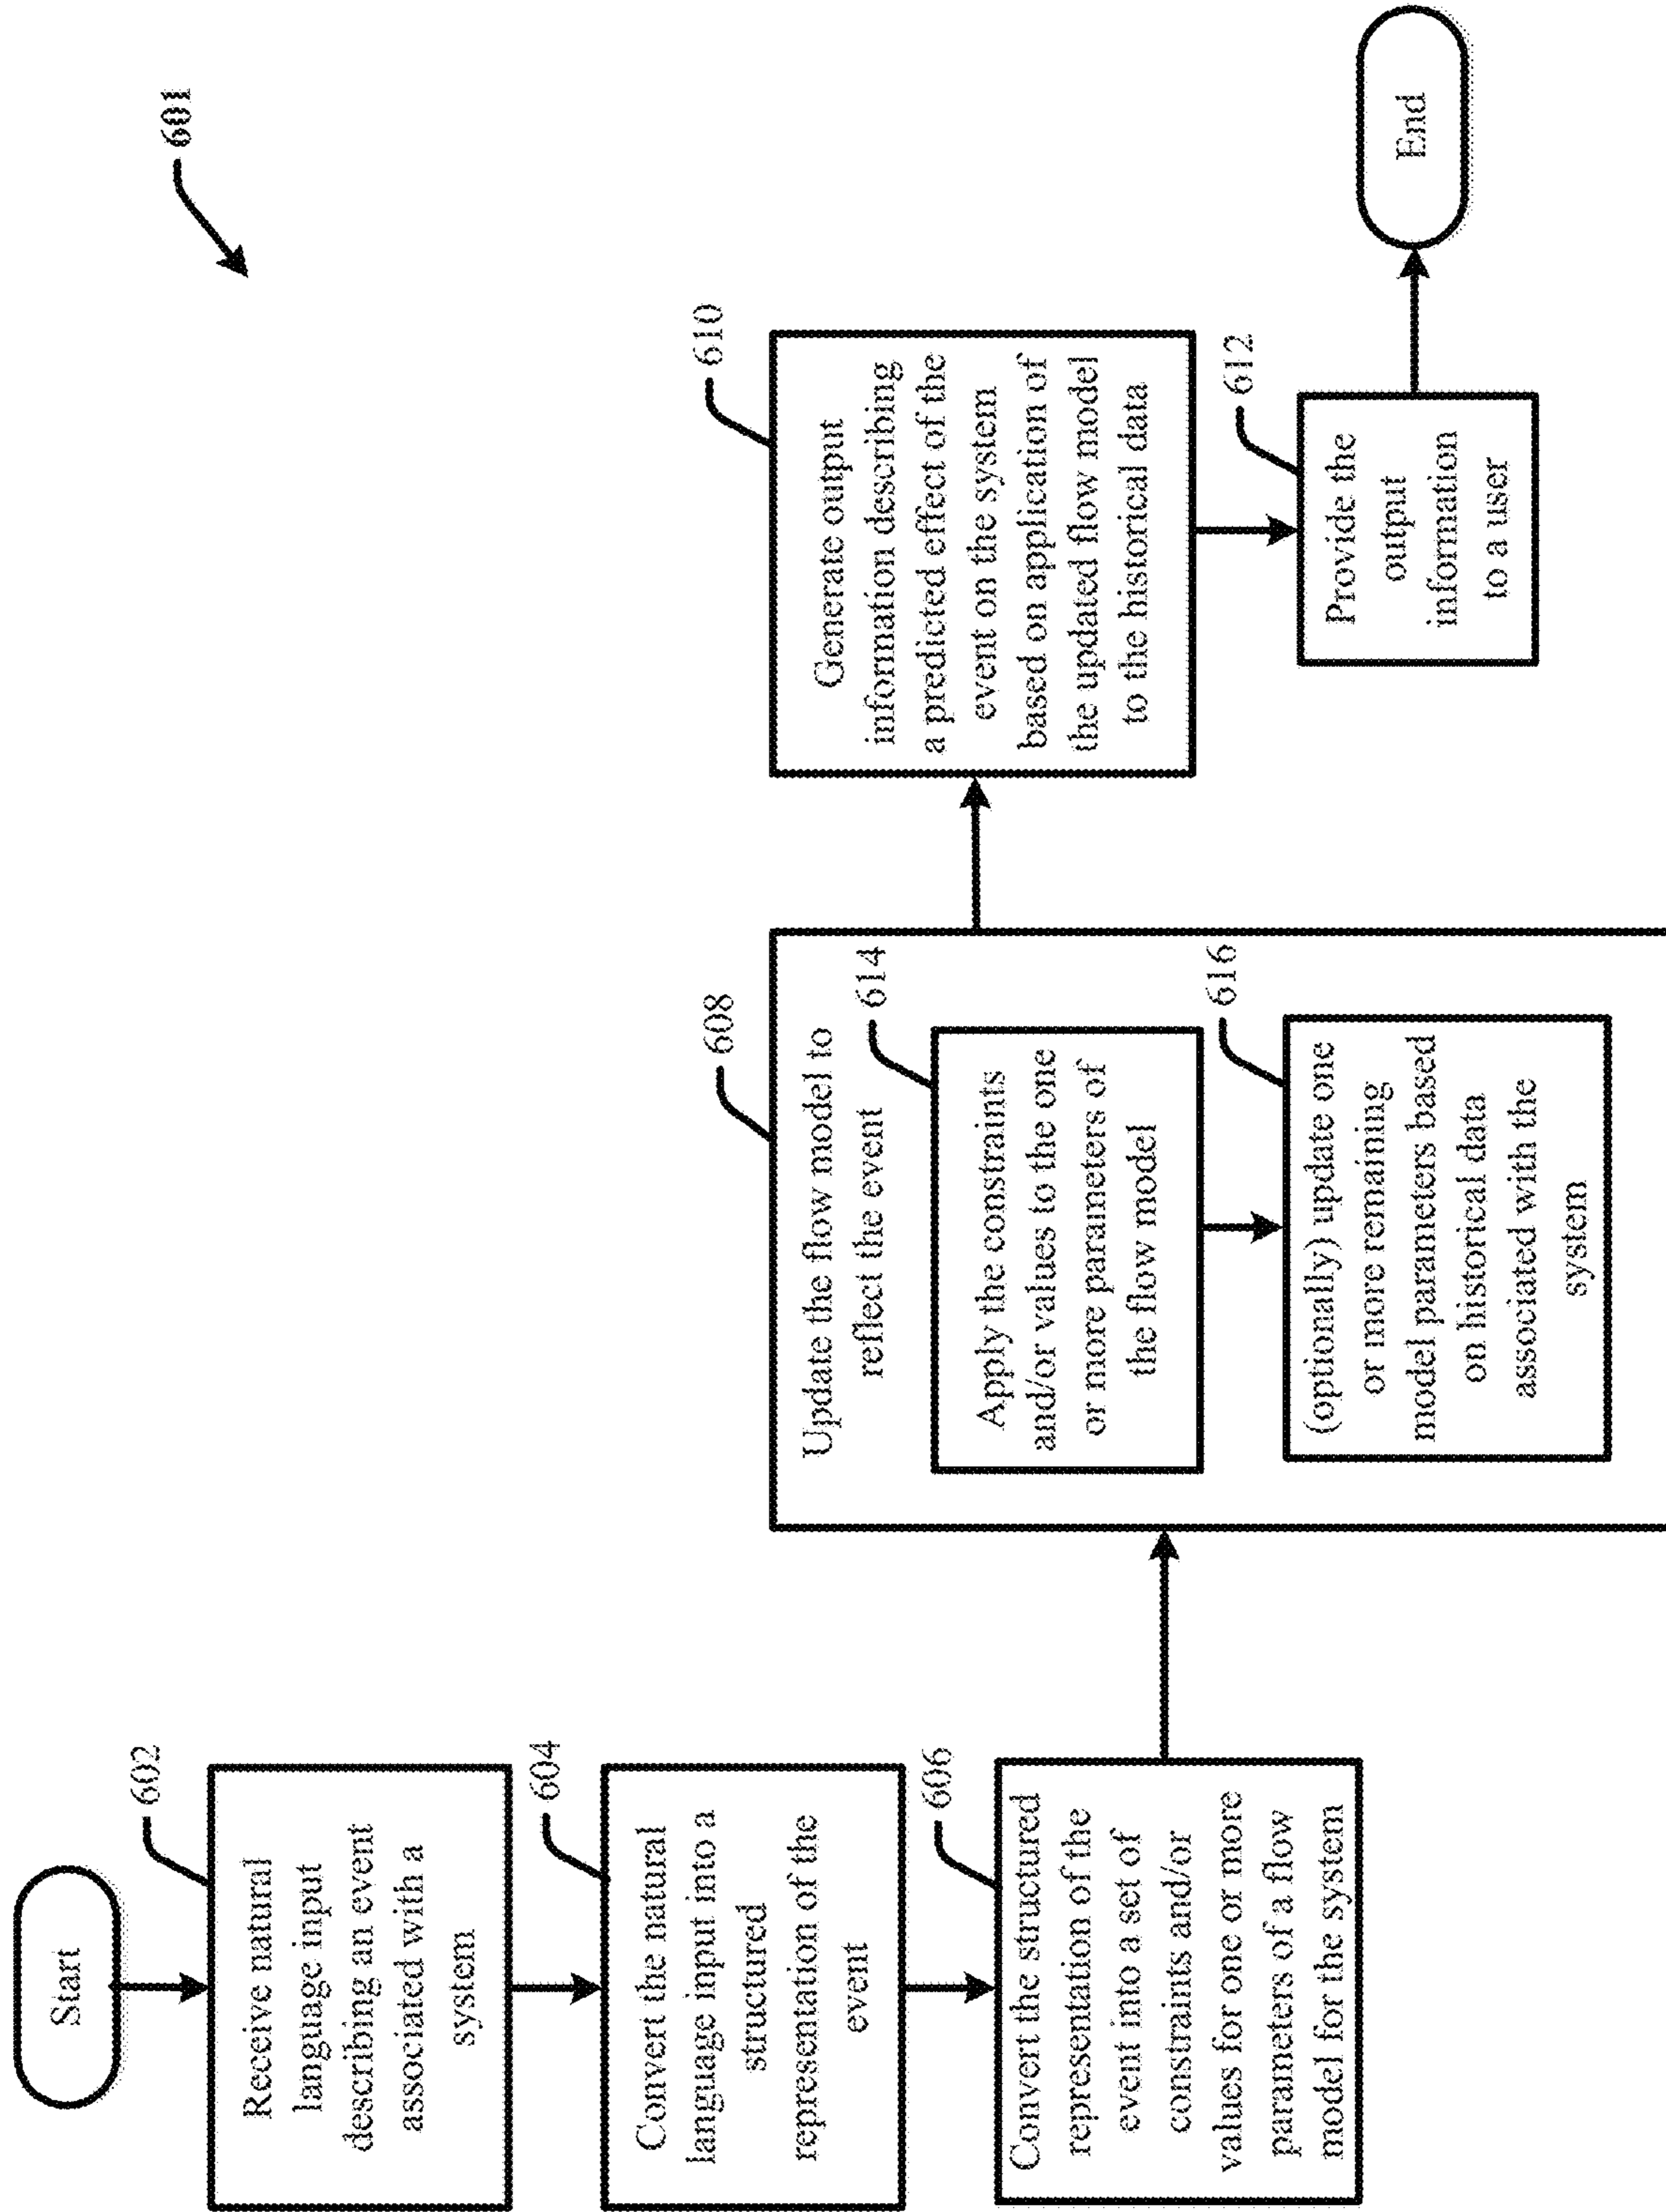 601
Start
602
Receive natural
language input
describing an event
associated with a
system
604
Convert the natural
language input into a
structured
representation of the
event
606
Convert the structured
representation of the
event into a set of
constraints and/or
values for one or more
parameters of a flow
model for the system
608
Update the flow model to
reflect the event
614
Apply the constraints
and/or values to the one
or more parameters of
the flow model
616
(optionally) update one
or more remaining
model parameters based
on historical data
associated with the
system
610
Generate output
information describing
a predicted effect of the
event on the system
based on application of
the updated flow model
to the historical data
612
Provide the
output
information
to a user
End